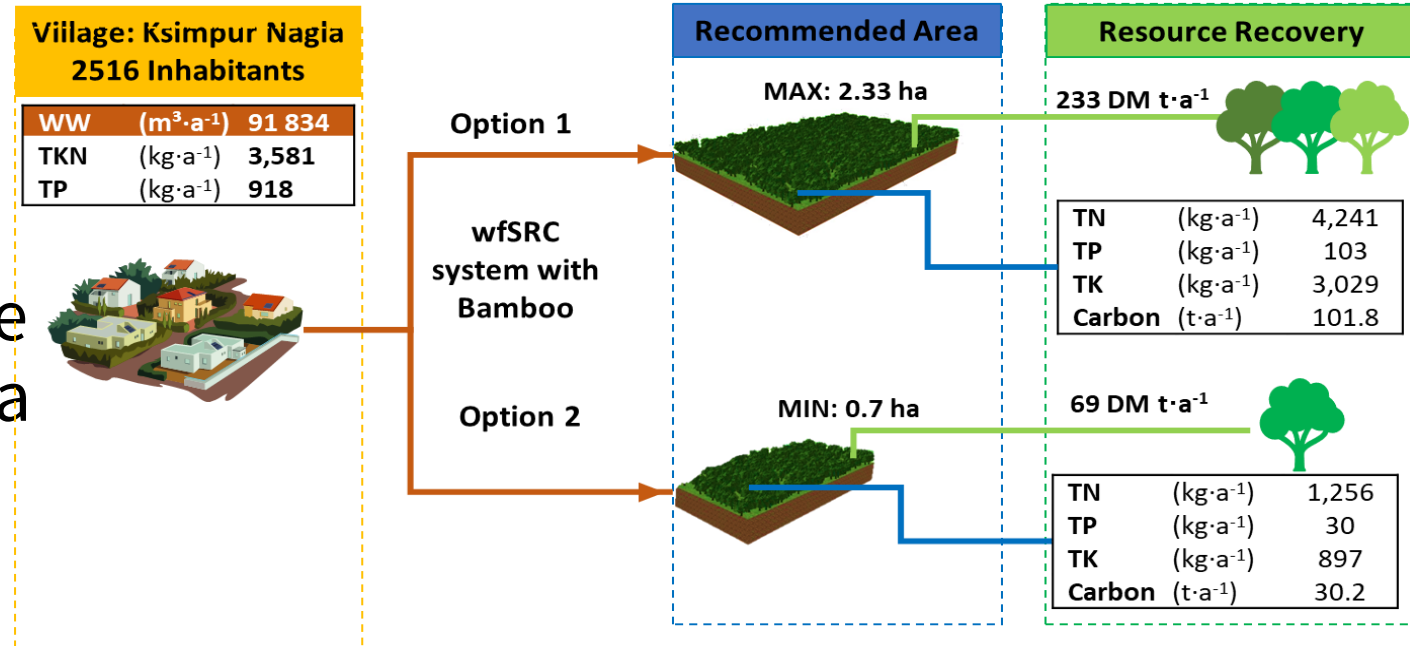 Viilage: Ksimpur Nagia
2516 Inhabitants
WW (m³·a⁻¹) 91 834
TKN (kg·a⁻¹) 3,581
TP (kg·a⁻¹) 918
e
a
Option 1
wfSRC
system with
Bamboo
Option 2
Recommended Area
MAX: 2.33 ha
MIN: 0.7 ha
Resource Recovery
233 DM t·a⁻¹
TN (kg·a⁻¹) 4,241
TP (kg·a⁻¹) 103
TK (kg·a⁻¹) 3,029
Carbon (t·a⁻¹) 101.8
69 DM t·a⁻¹
TN (kg·a⁻¹) 1,256
TP (kg·a⁻¹) 30
TK (kg·a⁻¹) 897
Carbon (t·a⁻¹) 30.2